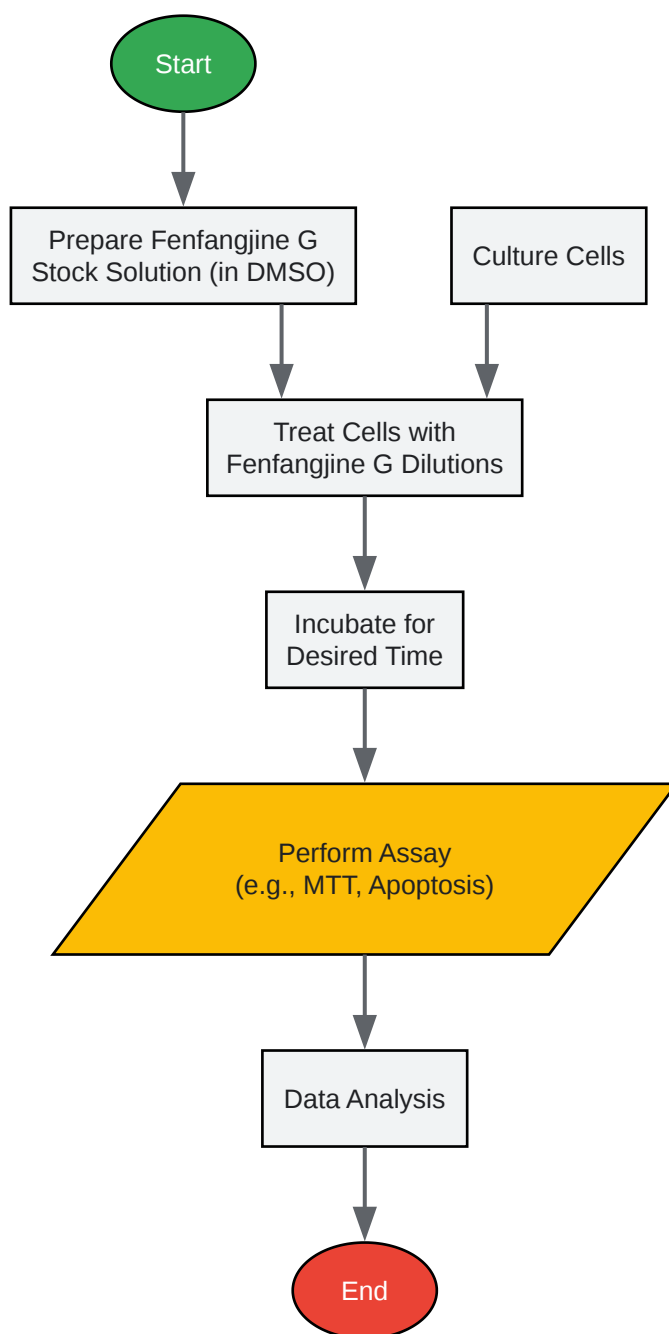 Start
Prepare Fenfangjine G
Stock Solution (in DMSO)
Culture Cells
Treat Cells with
Fenfangjine G Dilutions
Incubate for
Desired Time
Perform Assay
(e.g., MTT, Apoptosis)
Data Analysis
End